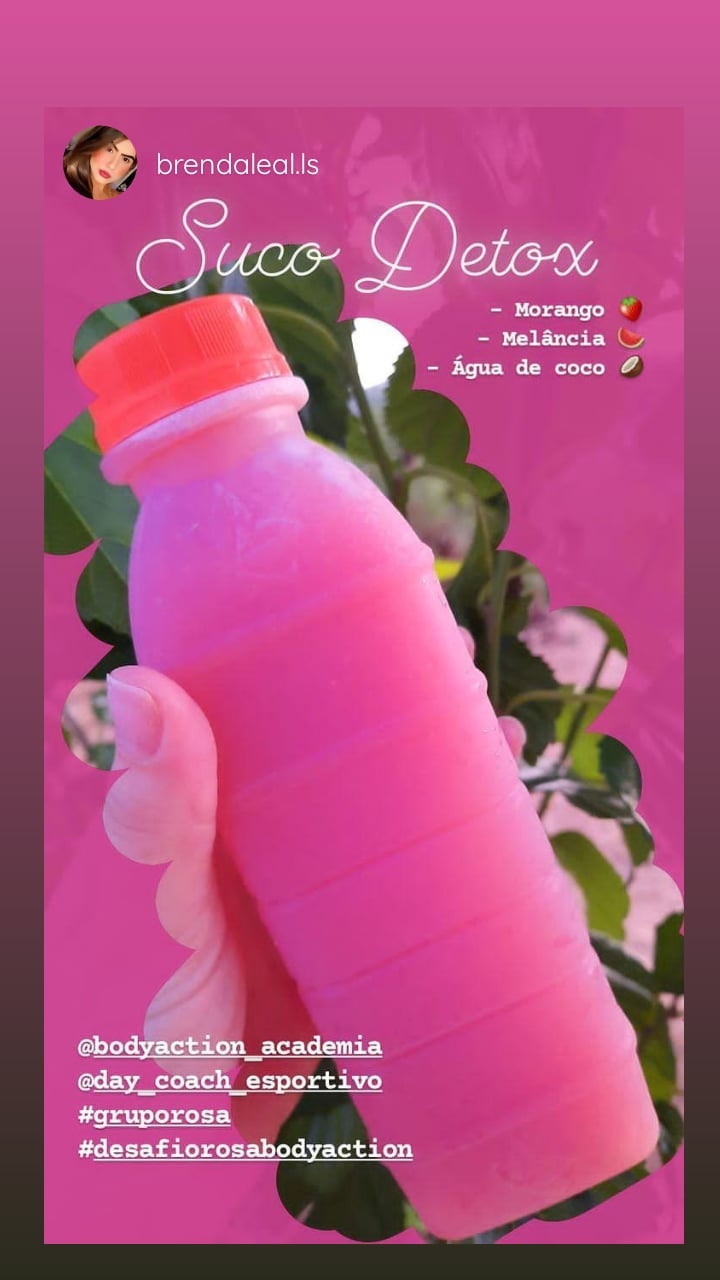 brendaleal.ls
Suco Detox
- Morango 🍓
- Melância 🍉
- Água de coco 🥥
@bodyaction_academia
@day_coach_esportivo
#gruporosa
#desafiorosabodyaction